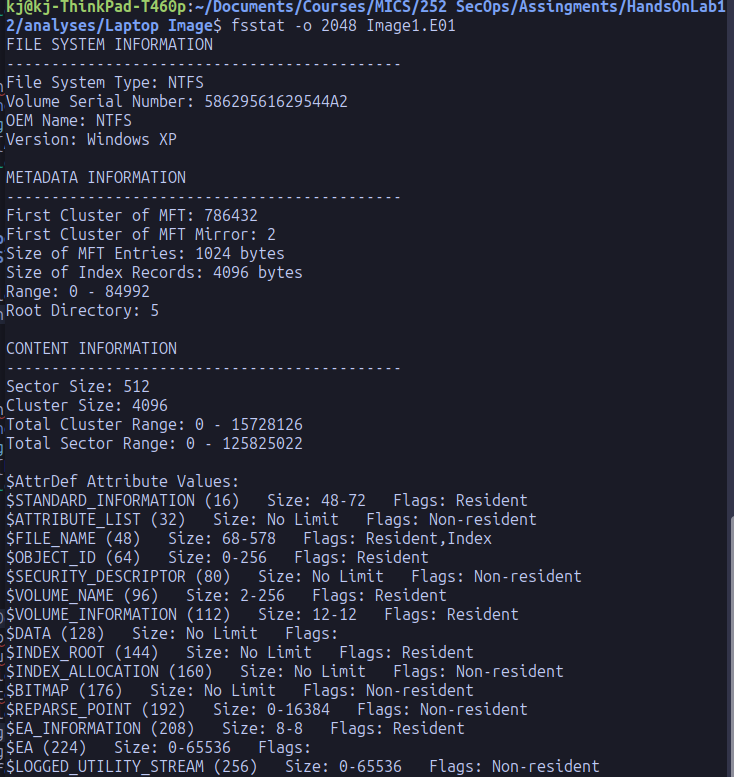 kj@kj-ThinkPad-T460p:~/Documents/Courses/MICS/252 SecOps/Assingments/HandsOnLab1
2/analyses/Laptop Image$ fsstat -o 2048 Image1.E01
FILE SYSTEM INFORMATION
--------------------------------------------
File System Type: NTFS
Volume Serial Number: 58629561629544A2
OEM Name: NTFS
Version: Windows XP

METADATA INFORMATION
--------------------------------------------
First Cluster of MFT: 786432
First Cluster of MFT Mirror: 2
Size of MFT Entries: 1024 bytes
Size of Index Records: 4096 bytes
Range: 0 - 84992
Root Directory: 5

CONTENT INFORMATION
--------------------------------------------
Sector Size: 512
Cluster Size: 4096
Total Cluster Range: 0 - 15728126
Total Sector Range: 0 - 125825022

$AttrDef Attribute Values:
$STANDARD_INFORMATION (16)   Size: 48-72   Flags: Resident
$ATTRIBUTE_LIST (32)   Size: No Limit   Flags: Non-resident
$FILE_NAME (48)   Size: 68-578   Flags: Resident,Index
$OBJECT_ID (64)   Size: 0-256   Flags: Resident
$SECURITY_DESCRIPTOR (80)   Size: No Limit   Flags: Non-resident
$VOLUME_NAME (96)   Size: 2-256   Flags: Resident
$VOLUME_INFORMATION (112)   Size: 12-12   Flags: Resident
$DATA (128)   Size: No Limit   Flags:
$INDEX_ROOT (144)   Size: No Limit   Flags: Resident
$INDEX_ALLOCATION (160)   Size: No Limit   Flags: Non-resident
$BITMAP (176)   Size: No Limit   Flags: Non-resident
$REPARSE_POINT (192)   Size: 0-16384   Flags: Non-resident
$EA_INFORMATION (208)   Size: 8-8   Flags: Resident
$EA (224)   Size: 0-65536   Flags:
$LOGGED_UTILITY_STREAM (256)   Size: 0-65536   Flags: Non-resident